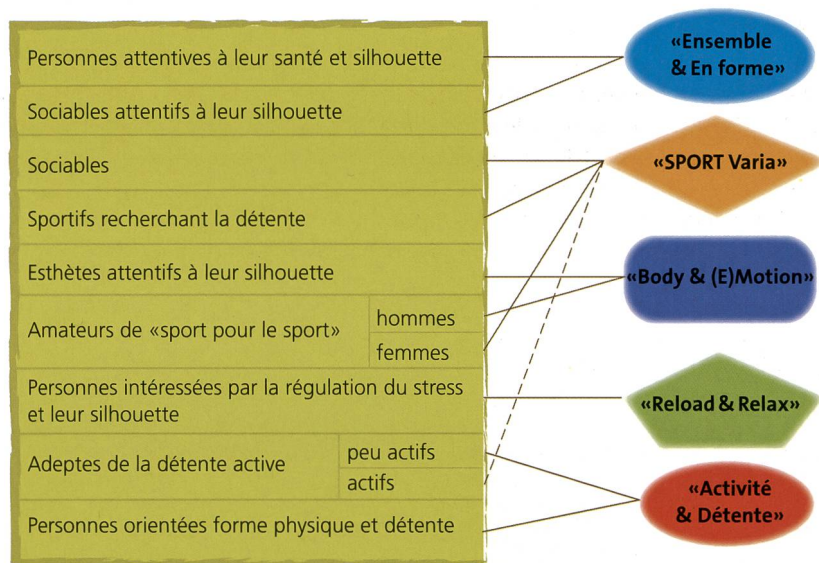 Personnes attentives à leur santé et silhouette
Sociables attentifs à leur silhouette
Sociables
Sportifs recherchant la détente
Esthètes attentifs à leur silhouette
Amateurs de «sport pour le sport»
hommes
femmes
Personnes intéressées par la régulation du stress
et leur silhouette
Adeptes de la détente active
peu actifs
actifs
Personnes orientées forme physique et détente
«Ensemble
& En forme»
«SPORT Varia»
«Body & (E)Motion»
«Reload & Relax»
«Activité
& Détente»